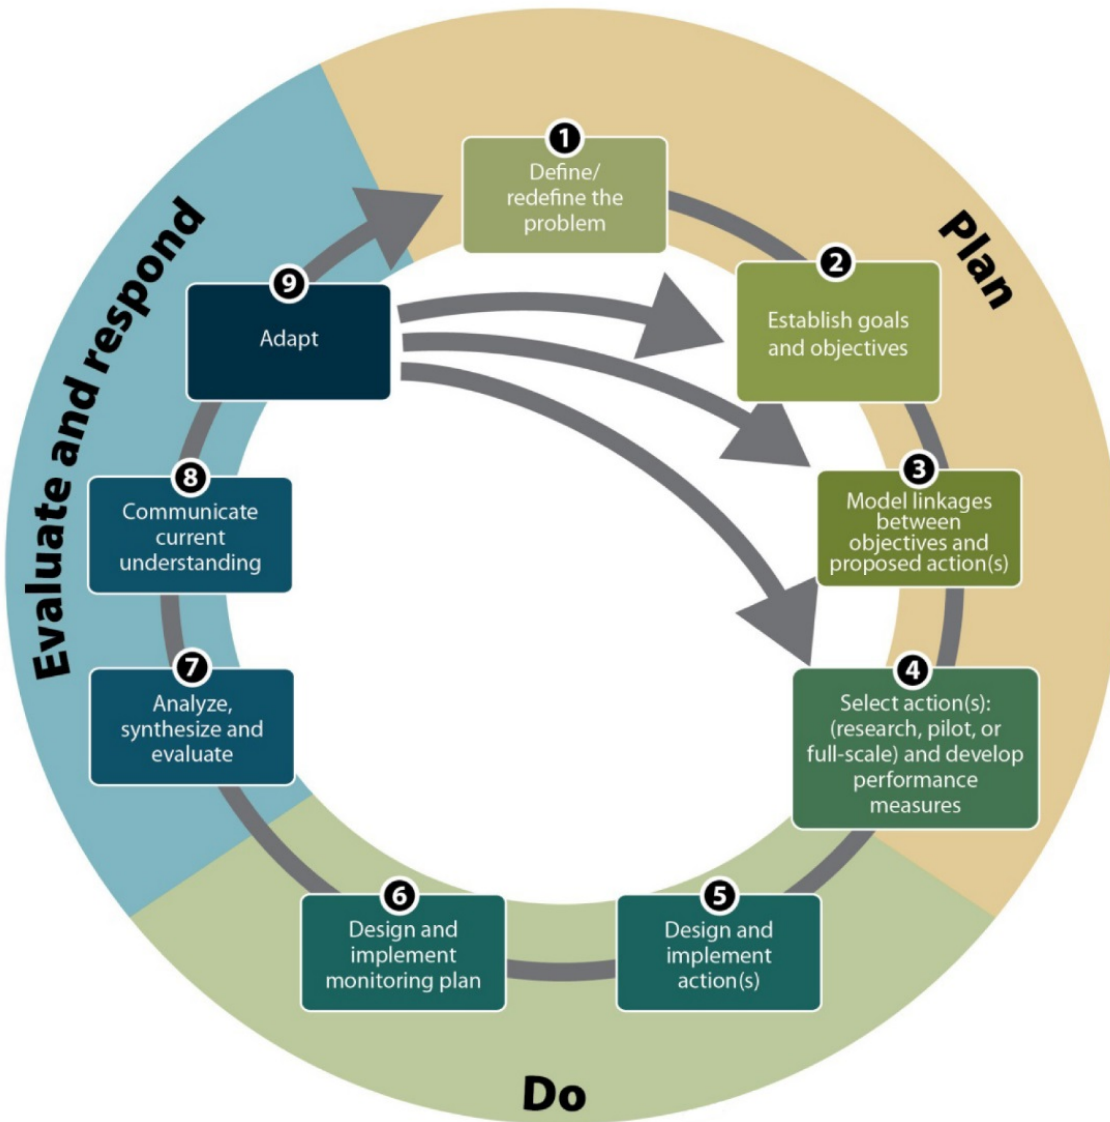 1
Define/
redefine the
problem
2
Establish goals
and objectives
3
Model linkages
between
objectives and
proposed action(s)
4
Select action(s):
(research, pilot, or
full-scale) and develop
performance
measures
5
Design and
implement
action(s)
6
Design and
implement
monitoring plan
7
Analyze,
synthesize and
evaluate
8
Communicate
current
understanding
9
Adapt
Plan
Do
Evaluate and respond